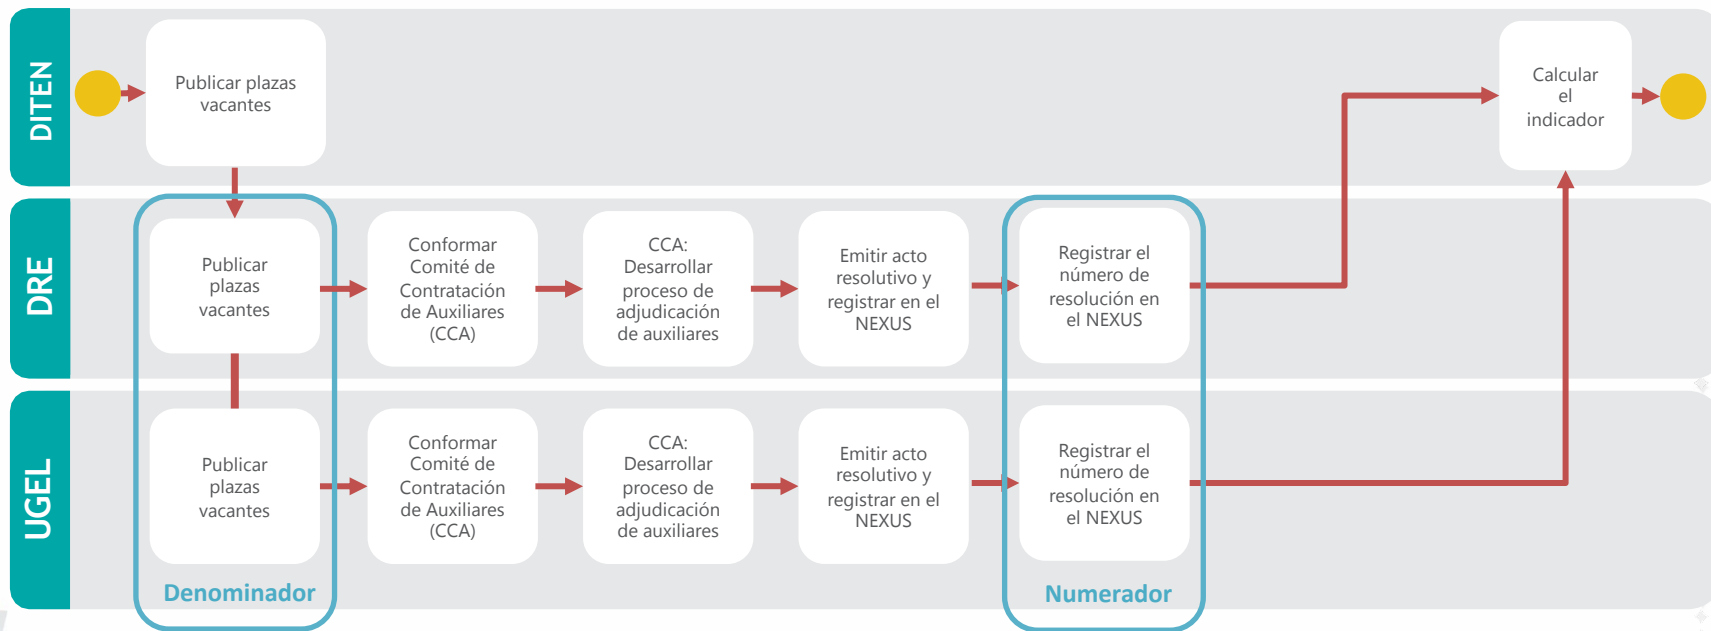 DITEN
Publicar plazas
vacantes
Calcular
el
indicador
DRE
Publicar
plazas
vacantes
Conformar
Comité de
Contratación
de Auxiliares
(CCA)
CCA:
Desarrollar
proceso de
adjudicación
de auxiliares
Emitir acto
resolutivo y
registrar en el
NEXUS
Registrar el
número de
resolución en
el NEXUS
UGEL
Publicar
plazas
vacantes
Conformar
Comité de
Contratación
de Auxiliares
(CCA)
CCA:
Desarrollar
proceso de
adjudicación
de auxiliares
Emitir acto
resolutivo y
registrar en el
NEXUS
Registrar el
número de
resolución en
el NEXUS
Denominador
Numerador